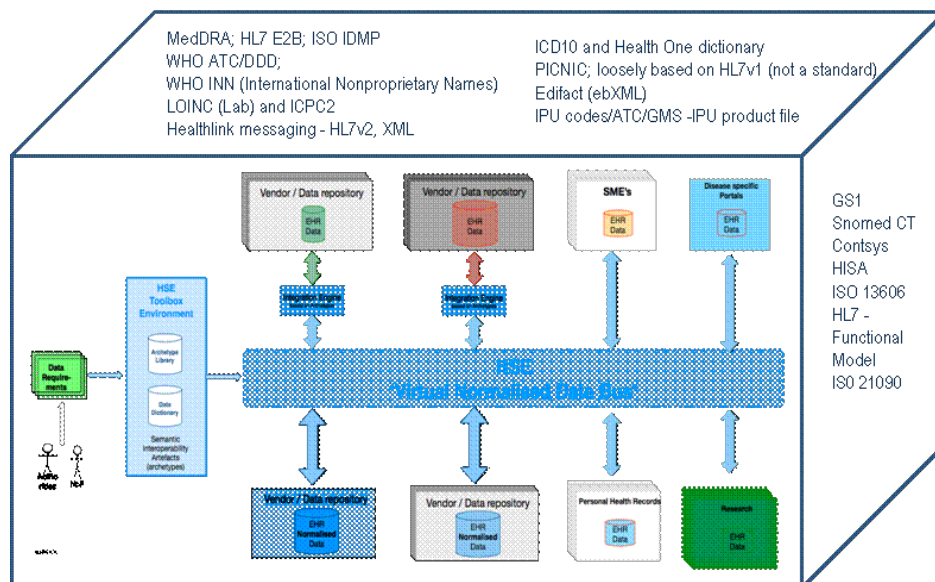 MedDRA; HL7 E2B; ISO IDMP
WHO ATC/DDD;
WHO INN (International Nonproprietary Names)
LOINC (Lab) and ICPC2
Healthlink messaging - HL7v2, XML
ICD10 and Health One dictionary
PICNIC; loosely based on HL7v1 (not a standard)
Edifact (ebXML)
IPU codes/ATC/GMS -IPU product file
GS1
Snomed CT
Contsys
HISA
ISO 13606
HL7 -
Functional
Model
IS0 21090
Vendor / Data repository
EHR
Data
Vendor / Data repository
EHR
Data
SME's
EHR
Data
Disease specific
Portals
EHR
Data
Integration Engine
Integration Engine
HSE
Toolbox
Environment
Archetype
Library
Data
Dictionary
Semantic
Interoperability
Artefacts
(archetypes)
Data
Require-
ments
HSE
"Virtual Normalised Data Bus"
Vendor / Data repository
EHR
Normalised
Data
Vendor / Data repository
EHR
Normalised
Data
Personal Health Records
EHR
Data
Research
EHR
Data